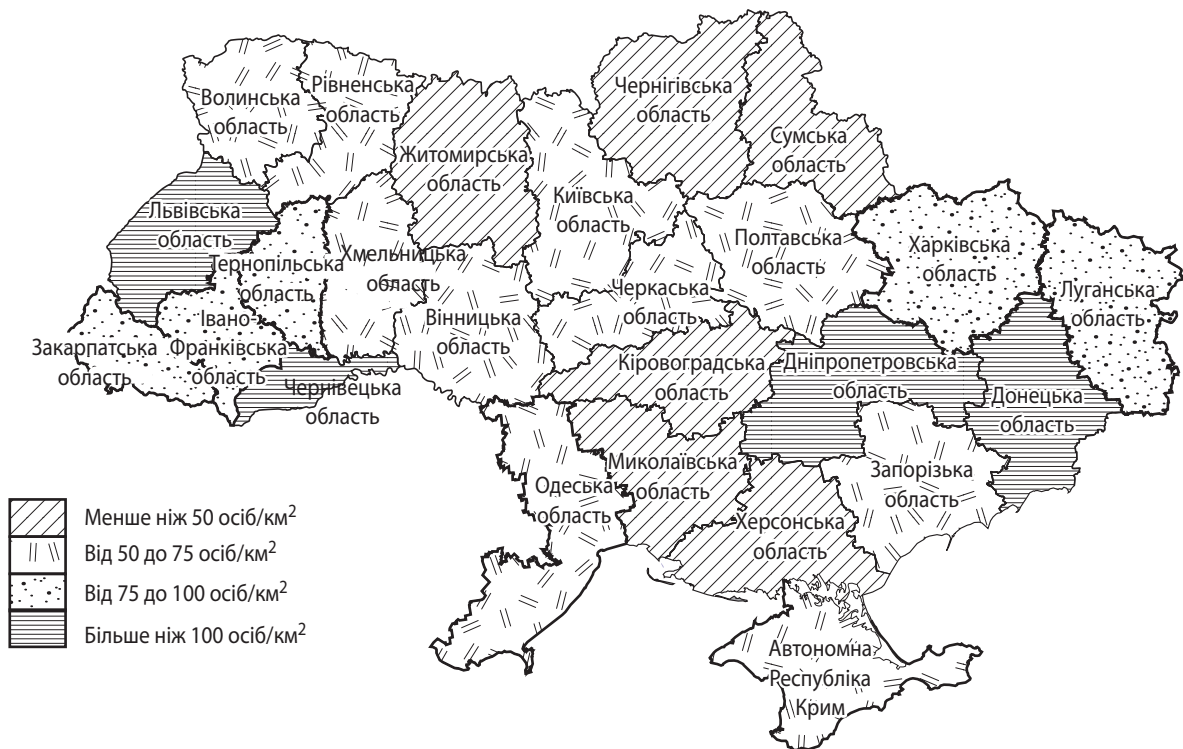 Волинська
область
Рівненська
область
Житомирська
область
Чернігівська
область
Сумська
область
Київська
область
Львівська
область
Тернопільська
область
Хмельницька
область
Вінницька
область
Черкаська
область
Полтавська
область
Харківська
область
Луганська
область
Закарпатська
область
Івано-
Франківська
область
Чернівецька
область
Кіровоградська
область
Дніпропетровська
область
Донецька
область
Одеська
область
Миколаївська
область
Херсонська
область
Запорізька
область
Автономна
Республіка
Крим
Менше ніж 50 осіб/км²
Від 50 до 75 осіб/км²
Від 75 до 100 осіб/км²
Більше ніж 100 осіб/км²